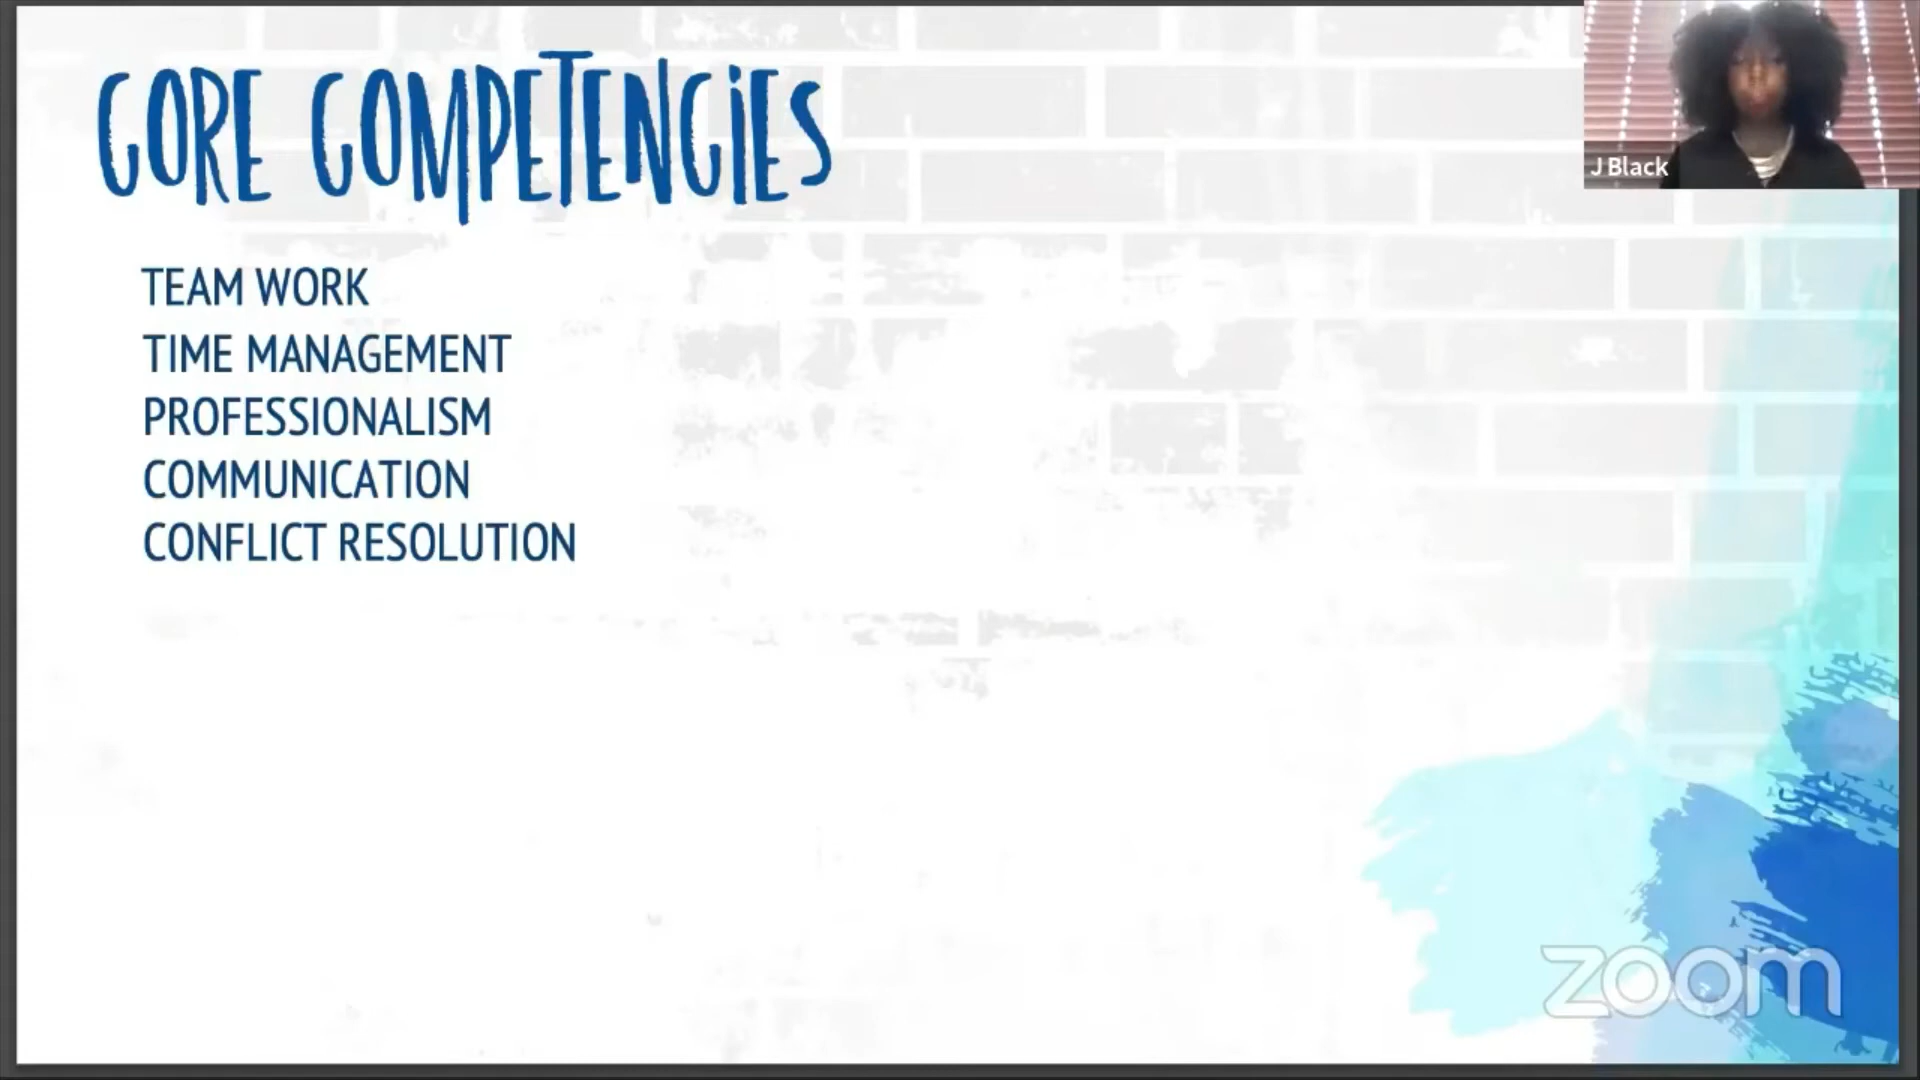 CORE COMPETENCiES
TEAM WORK
TIME MANAGEMENT
PROFESSIONALISM
COMMUNICATION
CONFLICT RESOLUTION
J Black
zoom